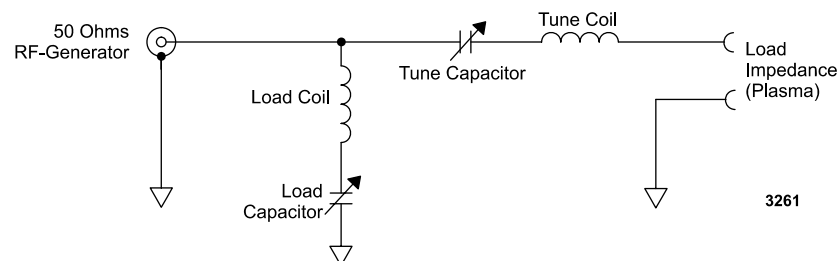 50 Ohms
RF-Generator
Tune Coil
Tune Capacitor
Load
Impedance
(Plasma)
Load Coil
Load
Capacitor
3261